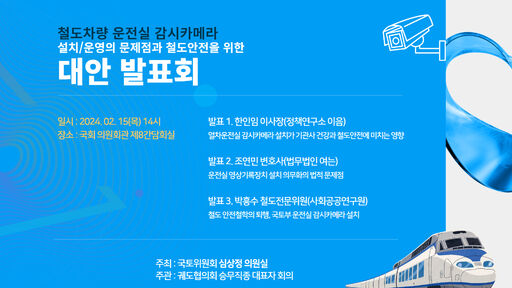 철도차량 운전실 감시카메라
설치/운영의 문제점과 철도안전을 위한
대안 발표회
일시 : 2024. 02. 15(목) 14시
장소 : 국회 의원회관 제8간담회실
발표 1. 한인임 이사장(정책연구소 이음)
열차운전실 감시카메라 설치가 기관사 건강과 철도안전에 미치는 영향
발표 2. 조연민 변호사(법무법인 여는)
운전실 영상기록장치 설치 의무화의 법적 문제점
발표 3. 박흥수 철도전문위원(사회공공연구원)
철도 안전철학의 퇴행, 국토부 운전실 감시카메라 설치
주최 : 국토위원회 심상정 의원실
주관 : 궤도협의회 승무직종 대표자 회의